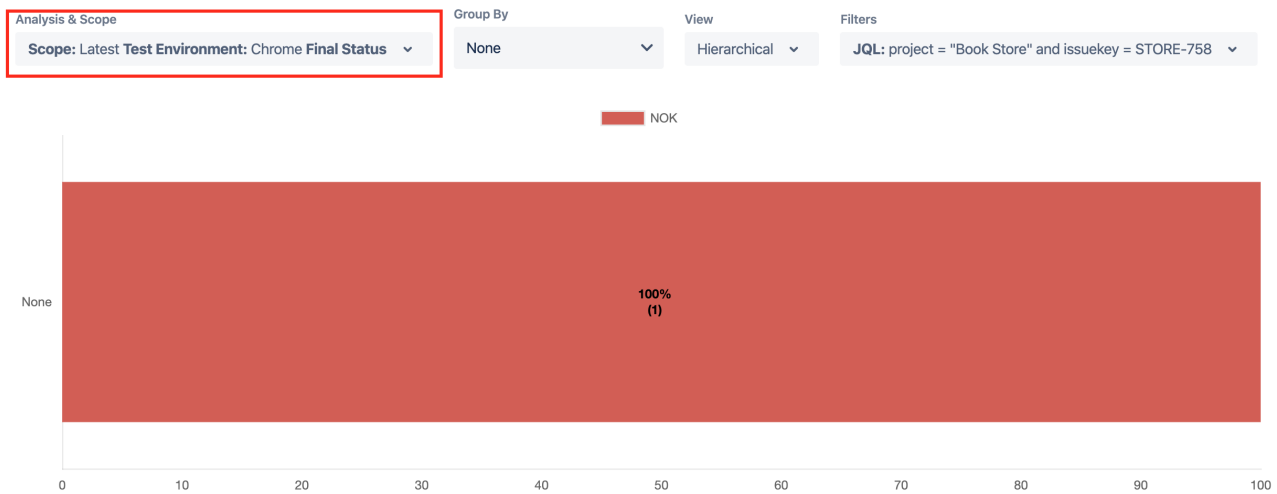 Analysis & Scope
Scope: Latest Test Environment: Chrome Final Status
Group By
None
View
Hierarchical
Filters
JQL: project = "Book Store" and issuekey = STORE-758
NOK
None
100%
(1)
0 10 20 30 40 50 60 70 80 90 100